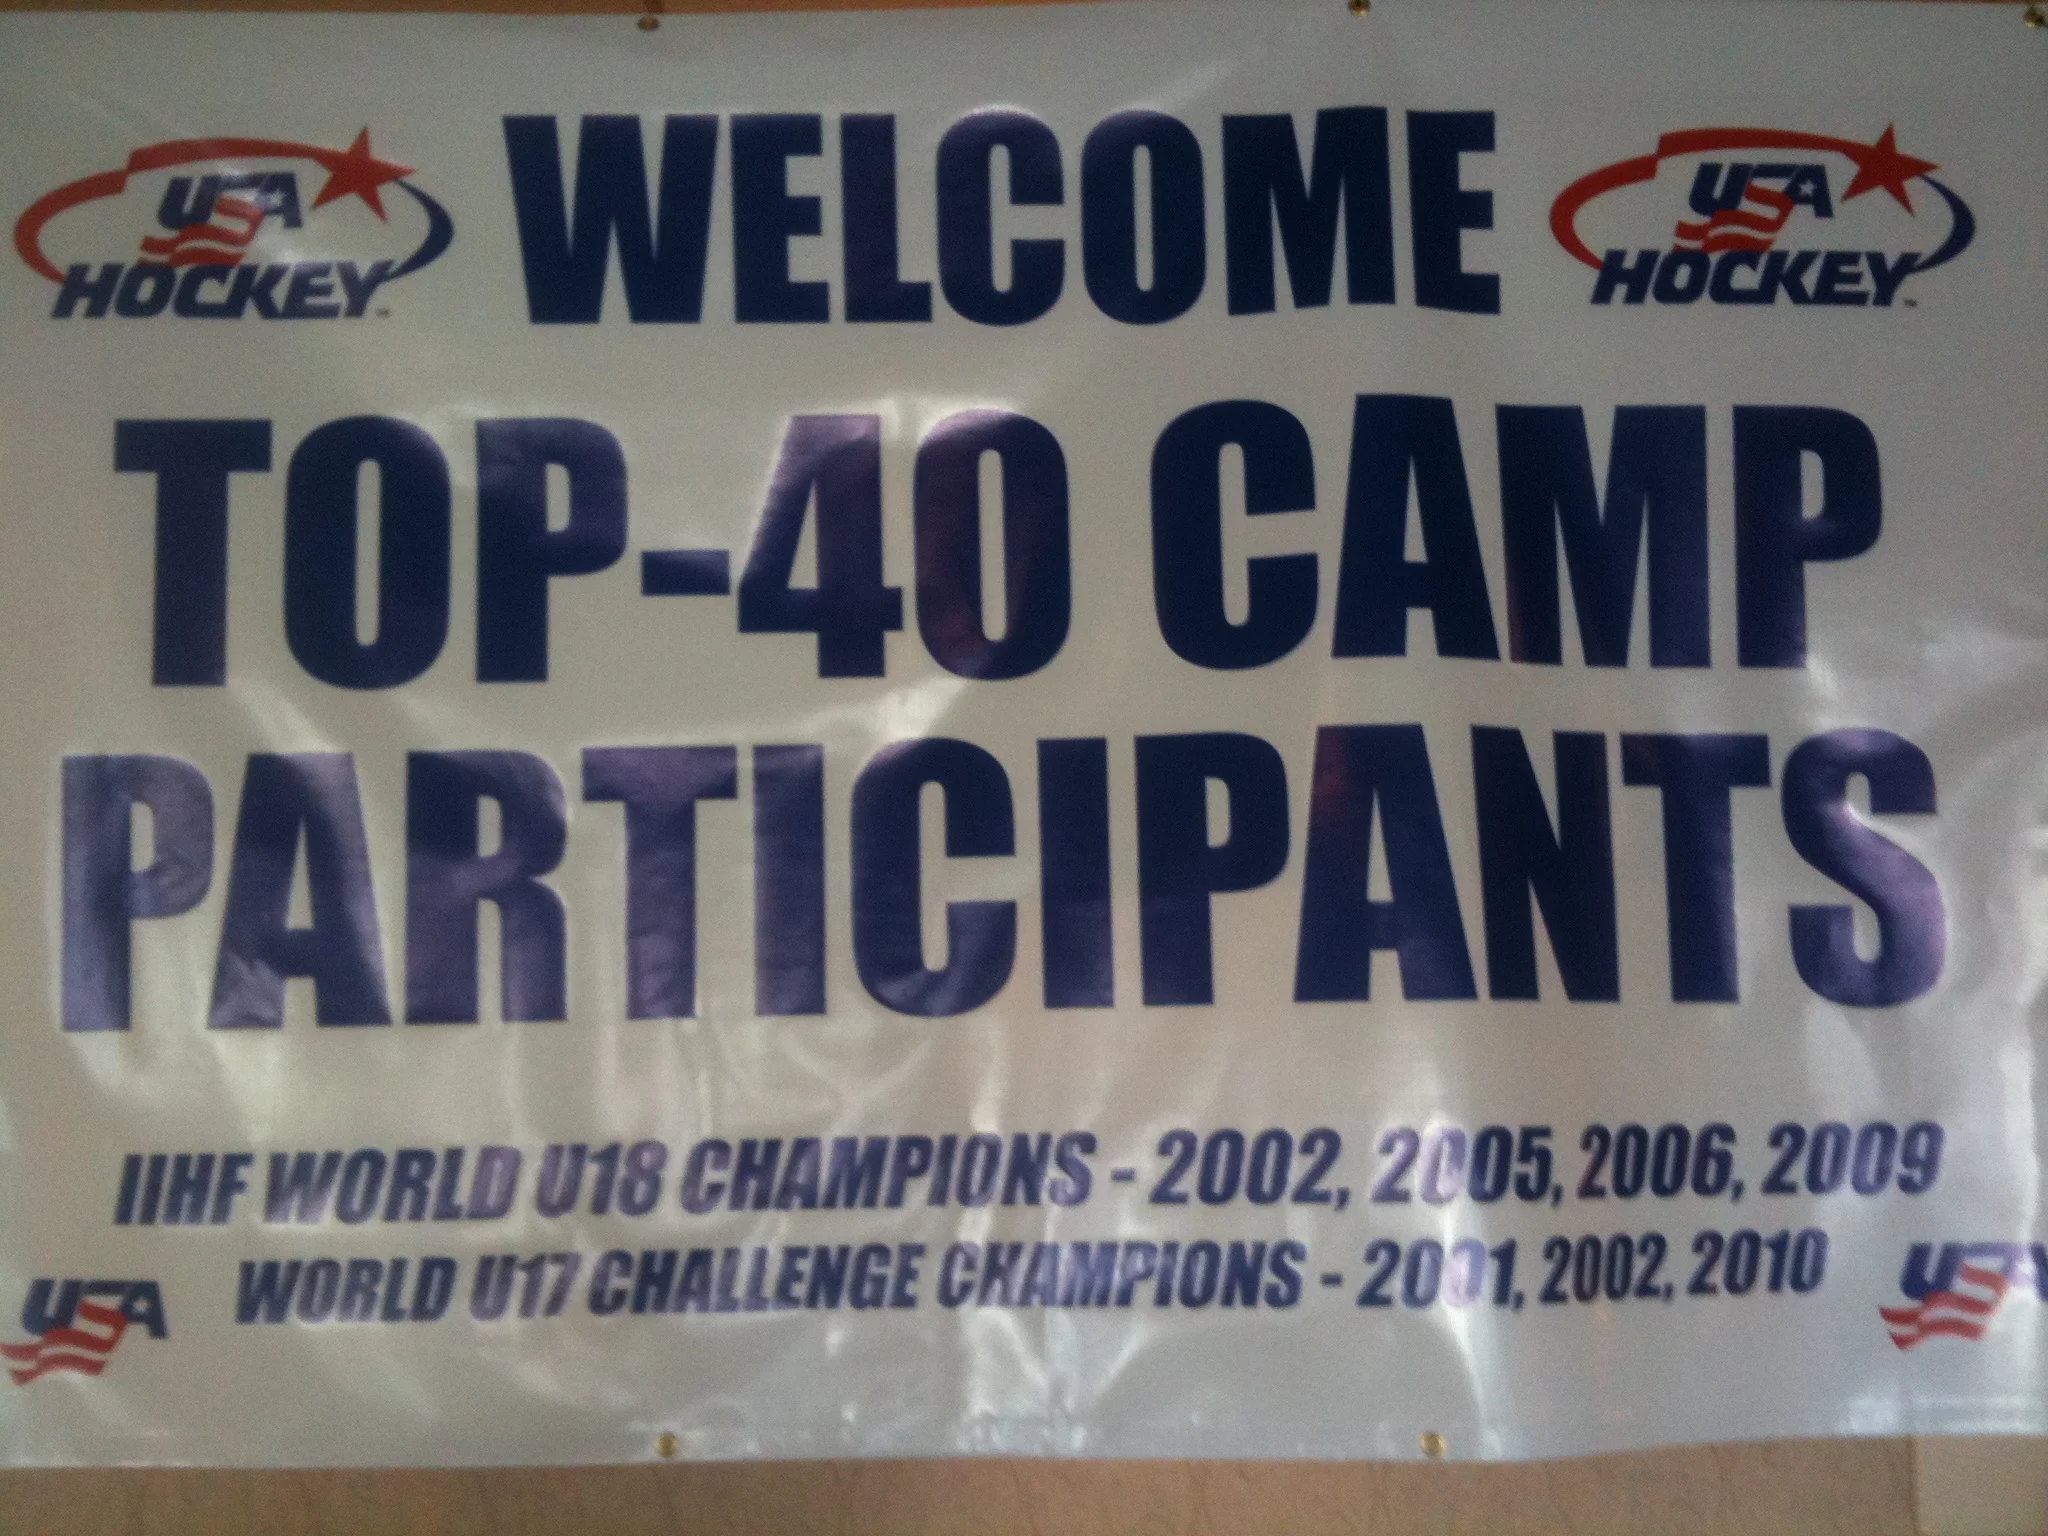 USA HOCKEY WELCOME USA HOCKEY
TOP-40 CAMP
PARTICIPANTS
IIHF WORLD U18 CHAMPIONS - 2002, 2005, 2006, 2009
WORLD U17 CHALLENGE CHAMPIONS - 2001, 2002, 2010
USA USA